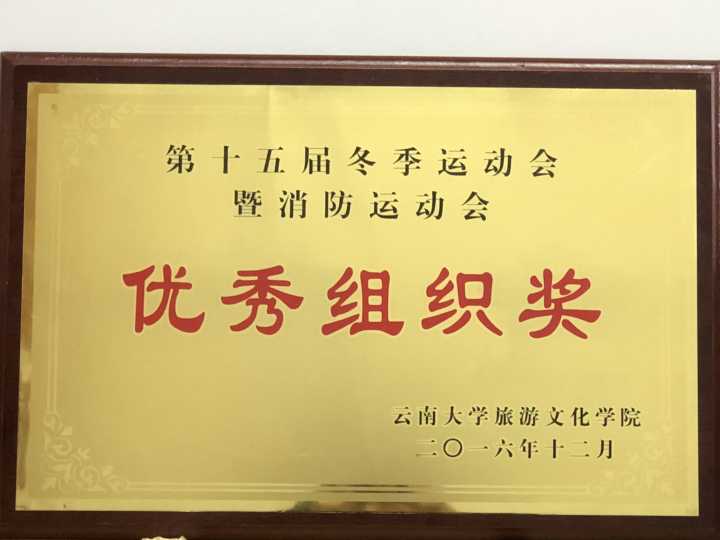 第十五届冬季运动会
暨消防运动会
优秀组织奖
云南大学旅游文化学院
二〇一六年十二月